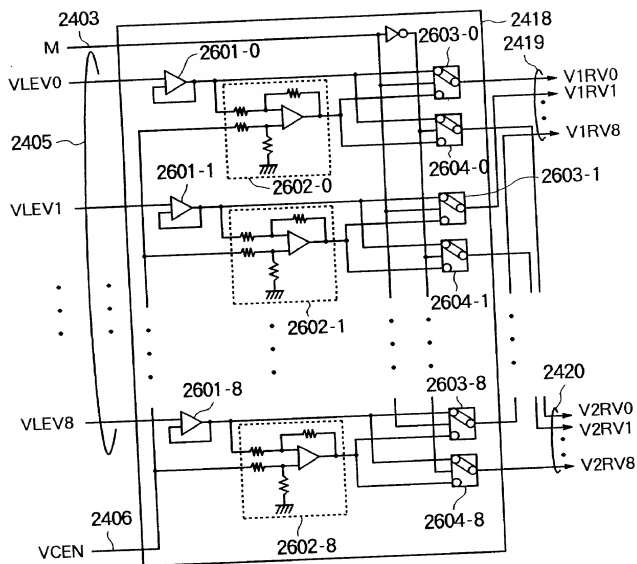 2403
M
2418
2603-0
2419
2601-0
V1RV0
V1RV1
VLEV0
V1RV8
2405
2604-0
2601-1
2602-0
2603-1
VLEV1
2604-1
2602-1
2601-8
2603-8
2420
V2RV0
V2RV1
VLEV8
V2RV8
2406
2604-8
2602-8
VCEN